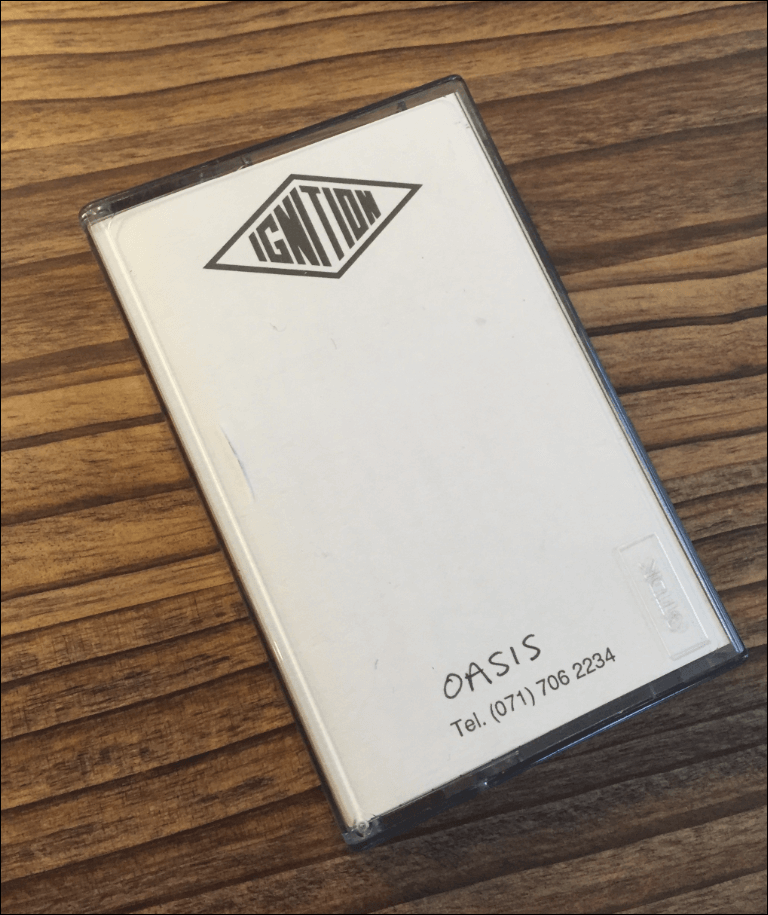 IGNITION
OASIS
Tel. (071) 706 2234